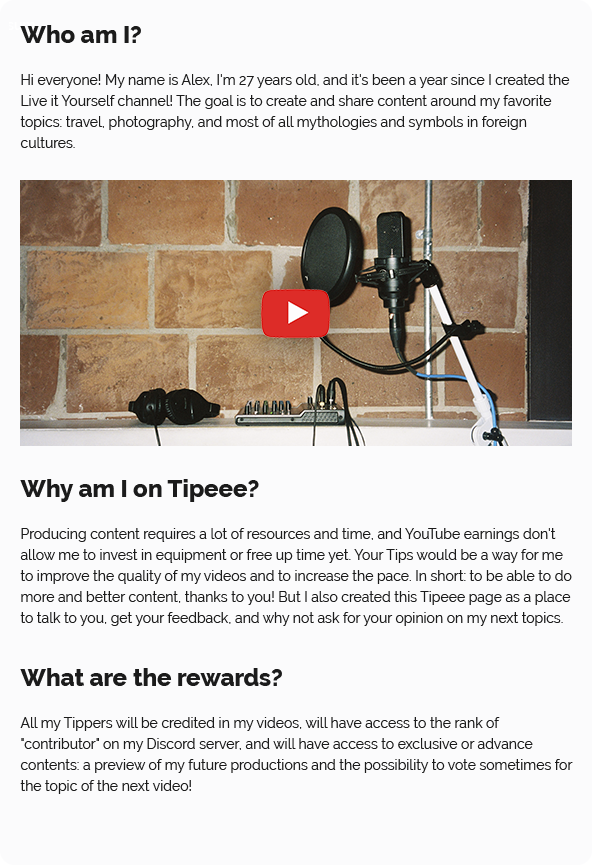 Who am I?
Hi everyone! My name is Alex, I'm 27 years old, and it's been a year since I created the
Live it Yourself channel! The goal is to create and share content around my favorite
topics: travel, photography, and most of all mythologies and symbols in foreign
cultures.
Why am I on Tipeee?
Producing content requires a lot of resources and time, and YouTube earnings don't
allow me to invest in equipment or free up time yet. Your Tips would be a way for me
to improve the quality of my videos and to increase the pace. In short: to be able to do
more and better content, thanks to you! But I also created this Tipeee page as a place
to talk to you, get your feedback, and why not ask for your opinion on my next topics.
What are the rewards?
All my Tippers will be credited in my videos, will have access to the rank of
"contributor" on my Discord server, and will have access to exclusive or advance
contents: a preview of my future productions and the possibility to vote sometimes for
the topic of the next video!